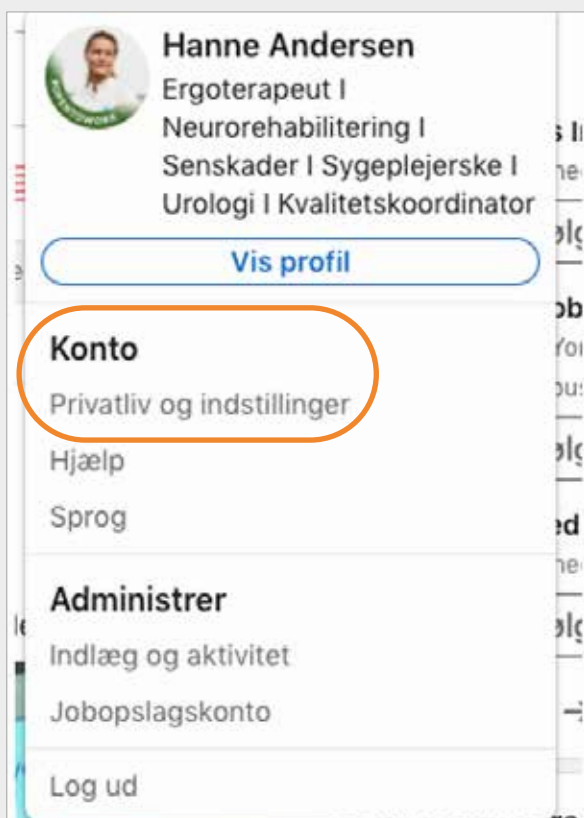 Hanne Andersen
Ergoterapeut I
Neurorehabilitering I
Senskader I Sygeplejerske I
Urologi I Kvalitetskoordinator
Vis profil
Konto
Privatliv og indstillinger
Hjælp
Sprog
Administrer
Indlæg og aktivitet
Jobopslagskonto
Log ud